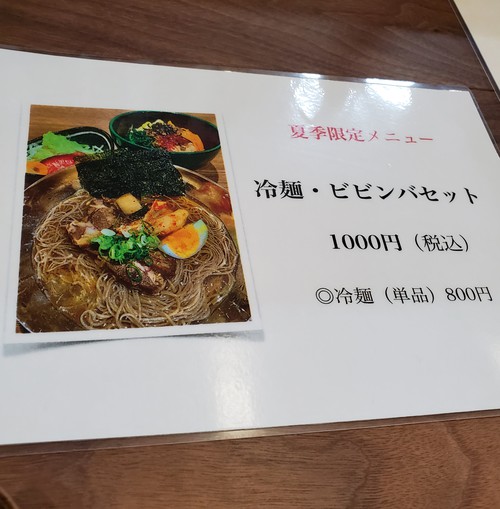 夏季限定メニュー
冷麺・ビビンバセット
1000円（税込）
◎冷麺（単品）800円